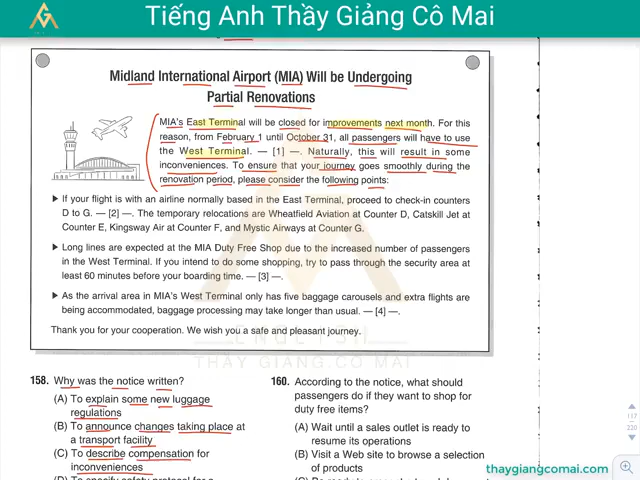 Tiếng Anh Thầy Giảng Cô Mai
Midland International Airport (MIA) Will be Undergoing
Partial Renovations
MIA's East Terminal will be closed for improvements next month. For this
reason, from February 1 until October 31, all passengers will have to use
the West Terminal. — [1] —. Naturally, this will result in some
inconveniences. To ensure that your journey goes smoothly during the
renovation period, please consider the following points:
▶ If your flight is with an airline normally based in the East Terminal, proceed to check-in counters
D to G. — [2] —. The temporary relocations are Wheatfield Aviation at Counter D, Catskill Jet at
Counter E, Kingsway Air at Counter F, and Mystic Airways at Counter G.
▶ Long lines are expected at the MIA Duty Free Shop due to the increased number of passengers
in the West Terminal. If you intend to do some shopping, try to pass through the security area at
least 60 minutes before your boarding time. — [3] —.
▶ As the arrival area in MIA's West Terminal only has five baggage carousels and extra flights are
being accommodated, baggage processing may take longer than usual. — [4] —.
Thank you for your cooperation. We wish you a safe and pleasant journey.
ENGLISH
THẦY GIẢNG CÔ MAI
158. Why was the notice written?
(A) To explain some new luggage
regulations
(B) To announce changes taking place at
a transport facility
(C) To describe compensation for
inconveniences
160. According to the notice, what should
passengers do if they want to shop for
duty free items?
(A) Wait until a sales outlet is ready to
resume its operations
(B) Visit a Web site to browse a selection
of products
137
220
thaygiangcomai.com